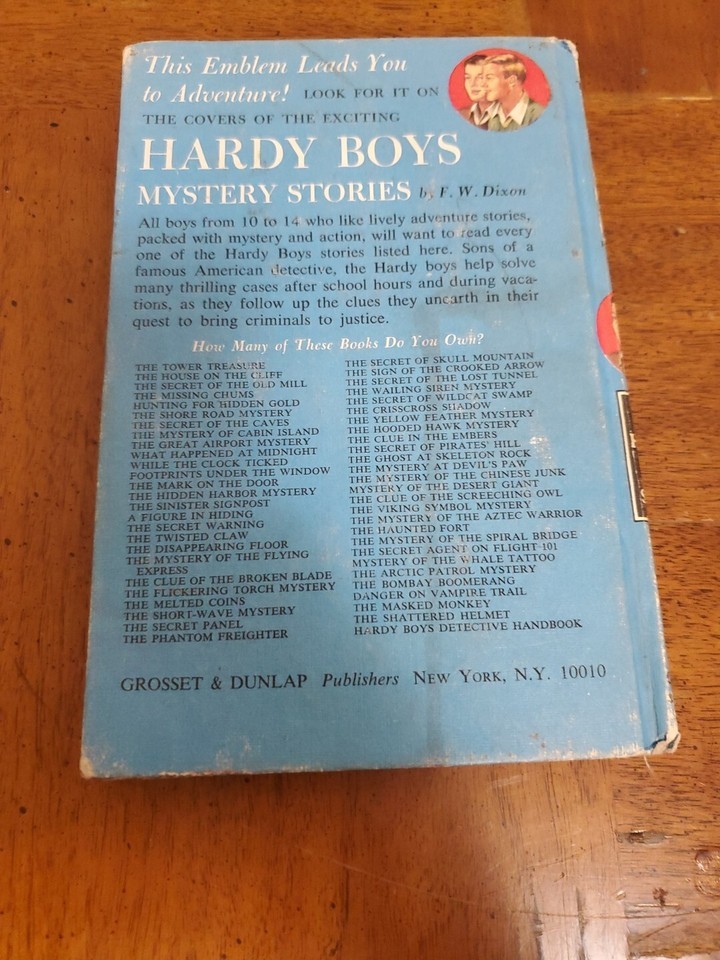 This Emblem Leads You
to Adventure! LOOK FOR IT ON
THE COVERS OF THE EXCITING
HARDY BOYS
MYSTERY STORIES by F. W. Dixon
All boys from 10 to 14 who like lively adventure stories,
packed with mystery and action, will want to read every
one of the Hardy Boys stories listed here. Sons of a
famous American detective, the Hardy boys help solve
many thrilling cases after school hours and during vaca-
tions, as they follow up the clues they unearth in their
quest to bring criminals to justice.
How Many of These Books Do You Own?
THE TOWER TREASURE
THE HOUSE ON THE CLIFF
THE SECRET OF THE OLD MILL
THE MISSING CHUMS
HUNTING FOR HIDDEN GOLD
THE SHORE ROAD MYSTERY
THE SECRET OF THE CAVES
THE MYSTERY OF CABIN ISLAND
THE GREAT AIRPORT MYSTERY
WHAT HAPPENED AT MIDNIGHT
WHILE THE CLOCK TICKED
FOOTPRINTS UNDER THE WINDOW
THE MARK ON THE DOOR
THE HIDDEN HARBOR MYSTERY
THE SINISTER SIGNPOST
A FIGURE IN HIDING
THE SECRET WARNING
THE TWISTED CLAW
THE DISAPPEARING FLOOR
THE MYSTERY OF THE FLYING
EXPRESS
THE CLUE OF THE BROKEN BLADE
THE FLICKERING TORCH MYSTERY
THE MELTED COINS
THE SHORT-WAVE MYSTERY
THE SECRET PANEL
THE PHANTOM FREIGHTER
THE SECRET OF SKULL MOUNTAIN
THE SIGN OF THE CROOKED ARROW
THE SECRET OF THE LOST TUNNEL
THE WAILING SIREN MYSTERY
THE SECRET OF WILDCAT SWAMP
THE CRISSCROSS SHADOW
THE YELLOW FEATHER MYSTERY
THE HOODED HAWK MYSTERY
THE CLUE IN THE EMBERS
THE SECRET OF PIRATES' HILL
THE GHOST AT SKELETON ROCK
THE MYSTERY AT DEVIL'S PAW
THE MYSTERY OF THE CHINESE JUNK
MYSTERY OF THE DESERT GIANT
THE CLUE OF THE SCREECHING OWL
THE VIKING SYMBOL MYSTERY
THE MYSTERY OF THE AZTEC WARRIOR
THE HAUNTED FORT
THE MYSTERY OF THE SPIRAL BRIDGE
THE SECRET AGENT ON FLIGHT 101
MYSTERY OF THE WHALE TATTOO
THE ARCTIC PATROL MYSTERY
THE BOMBAY BOOMERANG
DANGER ON VAMPIRE TRAIL
THE MASKED MONKEY
THE SHATTERED HELMET
HARDY BOYS DETECTIVE HANDBOOK
GROSSET & DUNLAP Publishers NEW YORK, N.Y. 10010